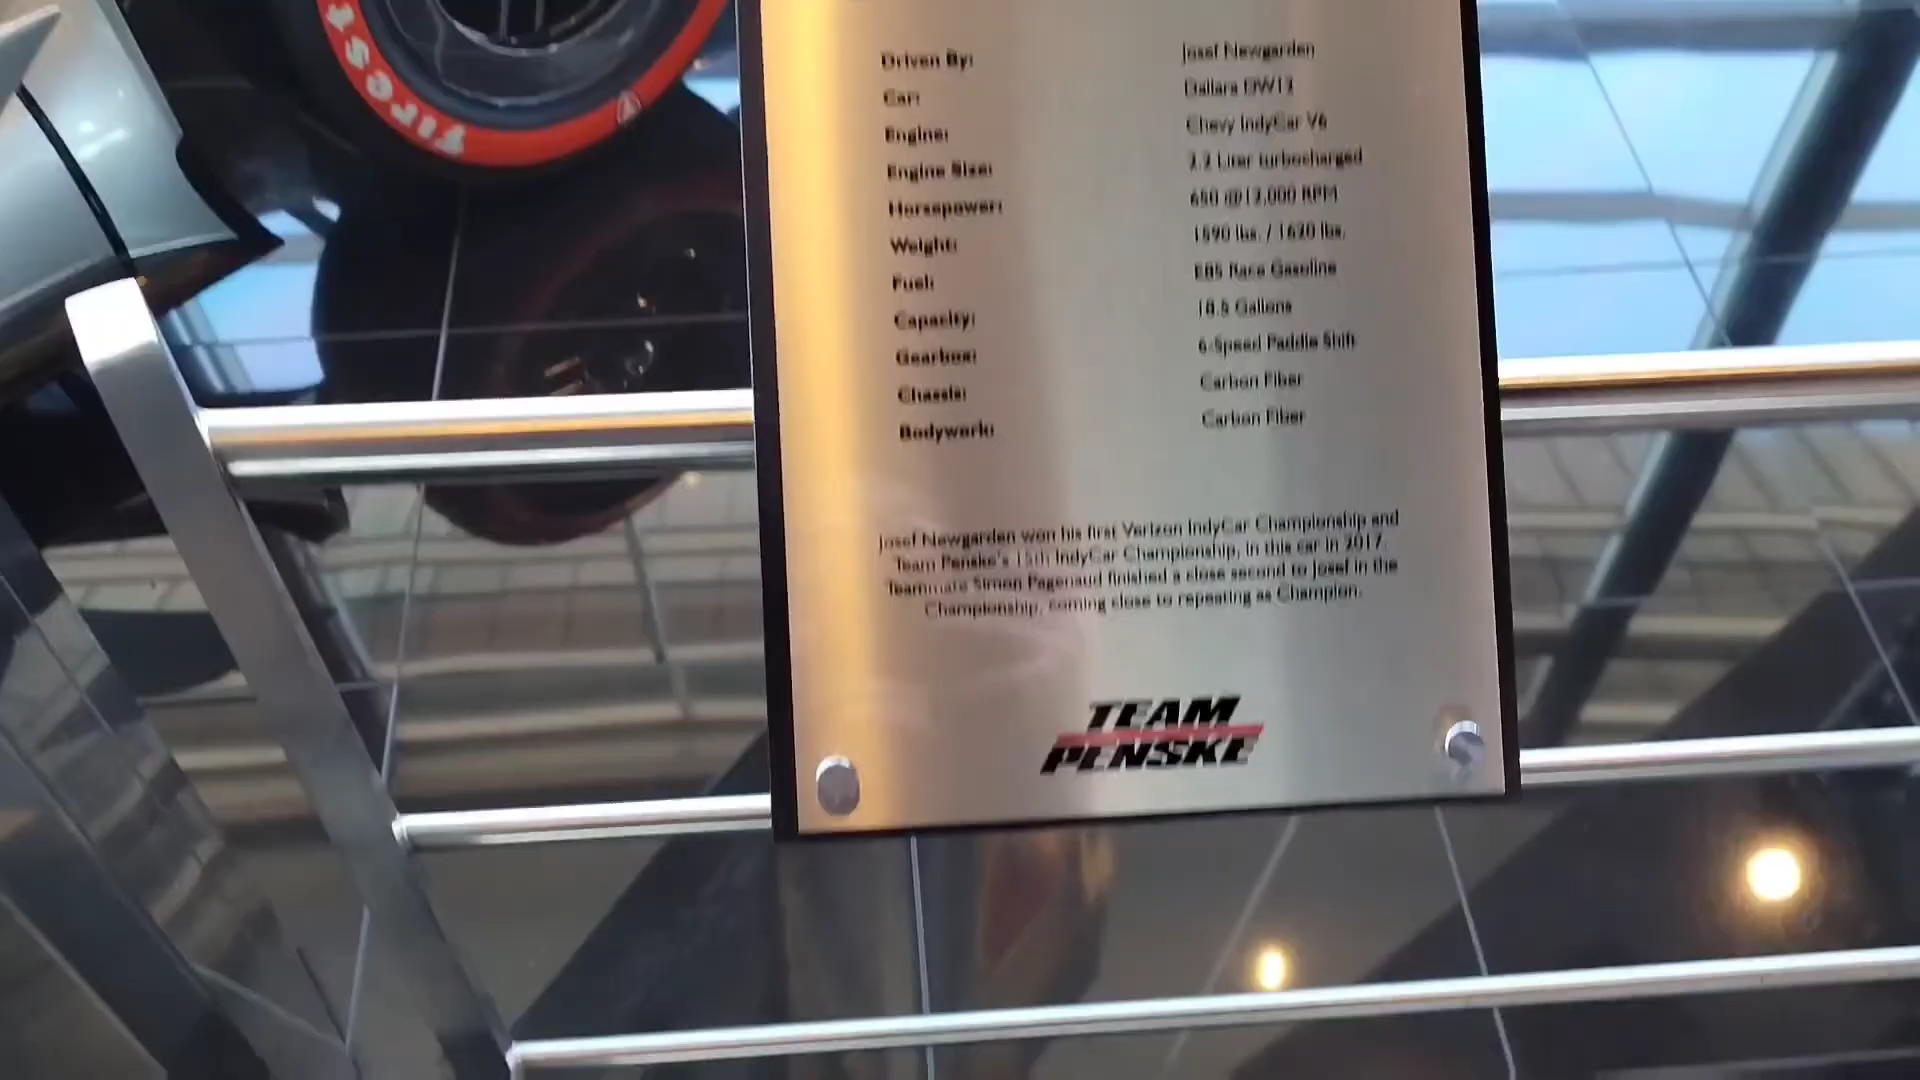 Firest
Driven By: Josef Newgarden
Car: Dallara DW12
Engine: Chevy IndyCar V6
Engine Size: 2.2 Liter turbocharged
Horsepower: 650 @12,000 RPM
Weight: 1590 lbs. / 1620 lbs.
Fuel: E85 Race Gasoline
Capacity: 18.5 Gallons
Gearbox: 6-Speed Paddle Shift
Chassis: Carbon Fiber
Bodywork: Carbon Fiber
Josef Newgarden won his first Verizon IndyCar Championship and
Team Penske's 15th IndyCar Championship, in this car in 2017.
Teammate Simon Pagenaud finished a close second to Josef in the
Championship, coming close to repeating as Champion.
TEAM
PENSKE